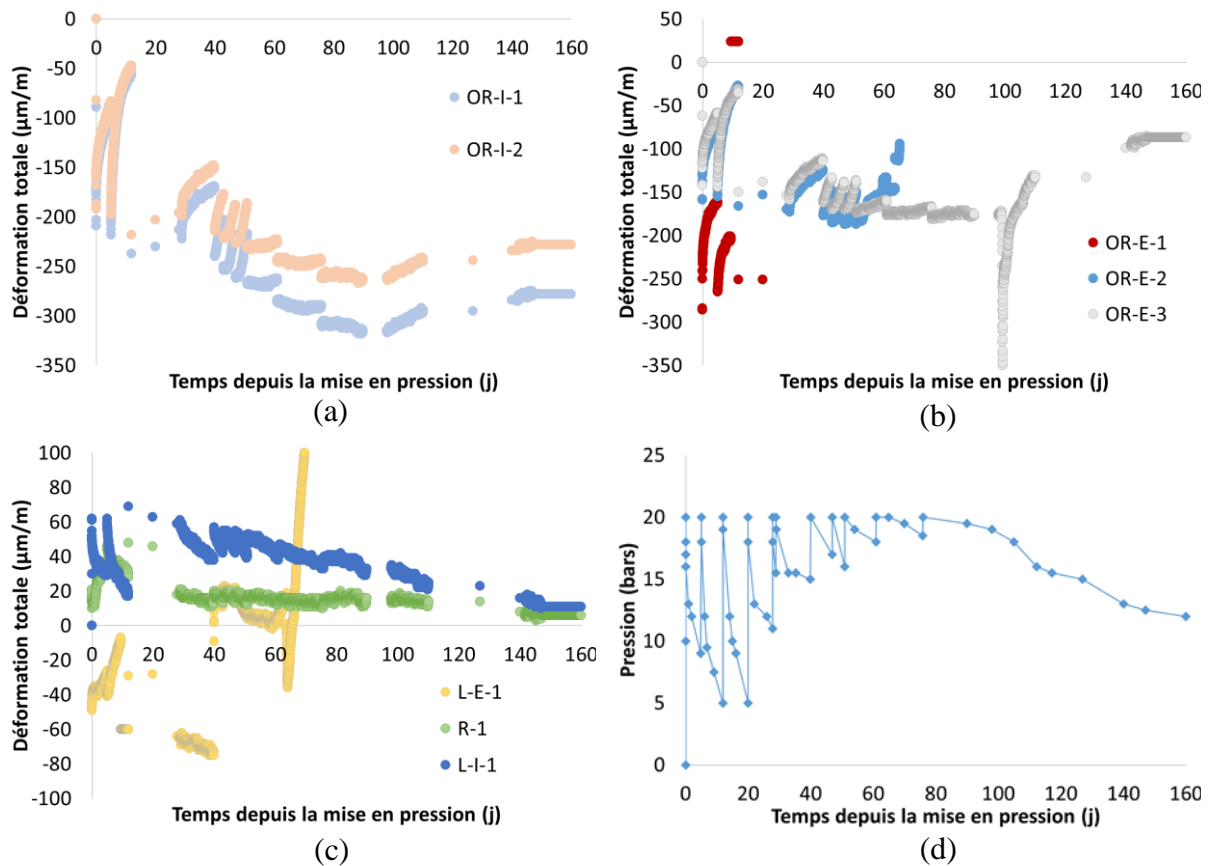 0
0 20 40 60 80 100 120 140 160
-50
-100
-150
-200
-250
-300
-350
Déformation totale (µm/m)
OR-I-1
OR-I-2
Temps depuis la mise en pression (j)
(a)
50
0
0 20 40 60 80 100 120 140 160
-50
-100
-150
-200
-250
-300
-350
Déformation totale (µm/m)
OR-E-1
OR-E-2
OR-E-3
Temps depuis la mise en pression (j)
(b)
100
80
60
40
20
0
0 20 40 60 80 100 120 140 160
-20
-40
-60
-80
-100
Déformation totale (µm/m)
L-E-1
R-1
L-I-1
Temps depuis la mise en pression (j)
(c)
25
20
15
10
5
0
Pression (bars)
0 20 40 60 80 100 120 140 160
Temps depuis la mise en pression (j)
(d)